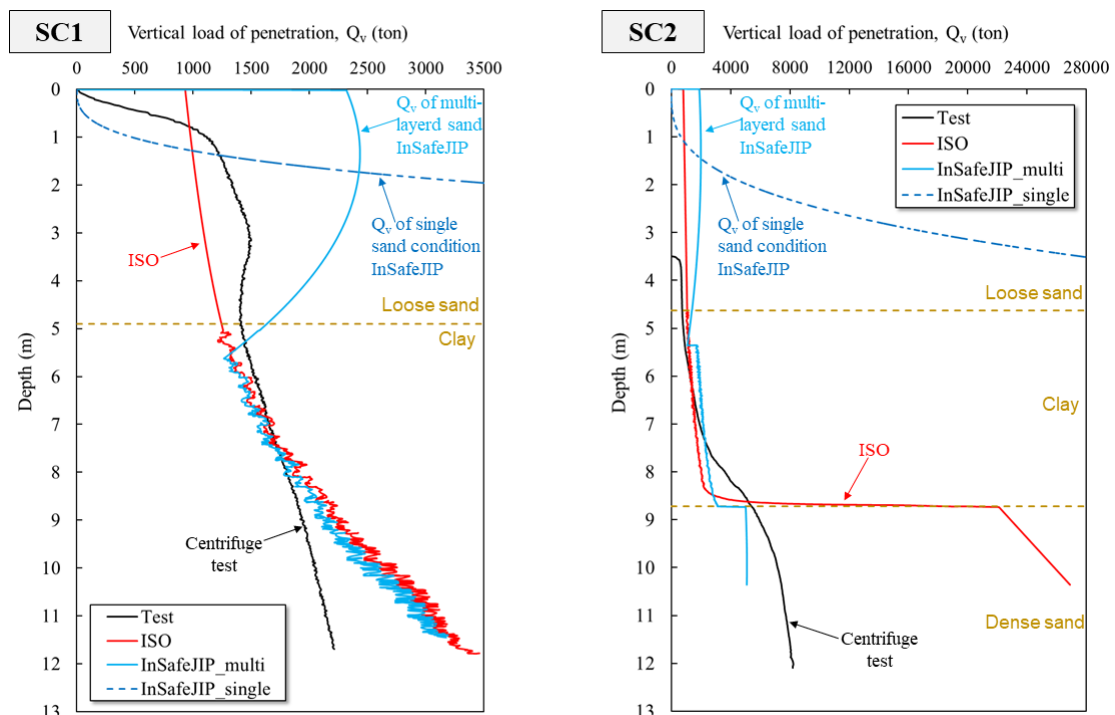 SC1
Vertical load of penetration, Qv (ton)
0 500 1000 1500 2000 2500 3000 3500
Depth (m)
0
1
2
3
4
5
6
7
8
9
10
11
12
13
Qv of multi-
layerd sand
InSafeJIP
Qv of single
sand condition
InSafeJIP
ISO
Loose sand
Clay
Centrifuge
test
Test
ISO
InSafeJIP_multi
InSafeJIP_single
SC2
Vertical load of penetration, Qv (ton)
0 4000 8000 12000 16000 20000 24000 28000
Depth (m)
0
1
2
3
4
5
6
7
8
9
10
11
12
13
Qv of multi-
layerd sand
InSafeJIP
Test
ISO
InSafeJIP_multi
InSafeJIP_single
Qv of single
sand condition
InSafeJIP
Loose sand
Clay
ISO
Dense sand
Centrifuge
test